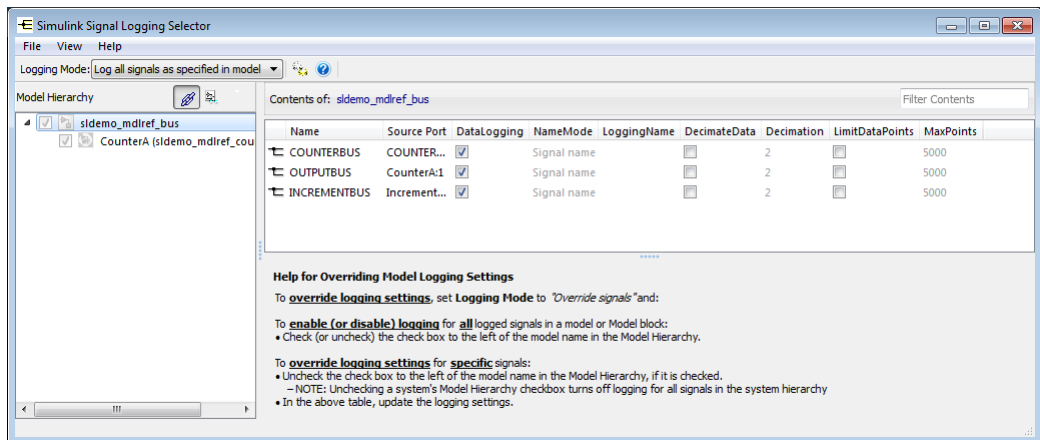 Simulink Signal Logging Selector
File View Help
Logging Mode: Log all signals as specified in model
Model Hierarchy
Contents of: sldemo_mdlref_bus
Filter Contents
sldemo_mdlref_bus
CounterA (sldemo_mdlref_cou
Name Source Port DataLogging NameMode LoggingName DecimateData Decimation LimitDataPoints MaxPoints
COUNTERBUS COUNTER... Signal name 2 5000
OUTPUTBUS CounterA:1 Signal name 2 5000
INCREMENTBUS Increment... Signal name 2 5000
Help for Overriding Model Logging Settings
To override logging settings, set Logging Mode to "Override signals" and:
To enable (or disable) logging for all logged signals in a model or Model block:
• Check (or uncheck) the check box to the left of the model name in the Model Hierarchy.
To override logging settings for specific signals:
• Uncheck the check box to the left of the model name in the Model Hierarchy, if it is checked.
– NOTE: Unchecking a system's Model Hierarchy checkbox turns off logging for all signals in the system hierarchy
• In the above table, update the logging settings.